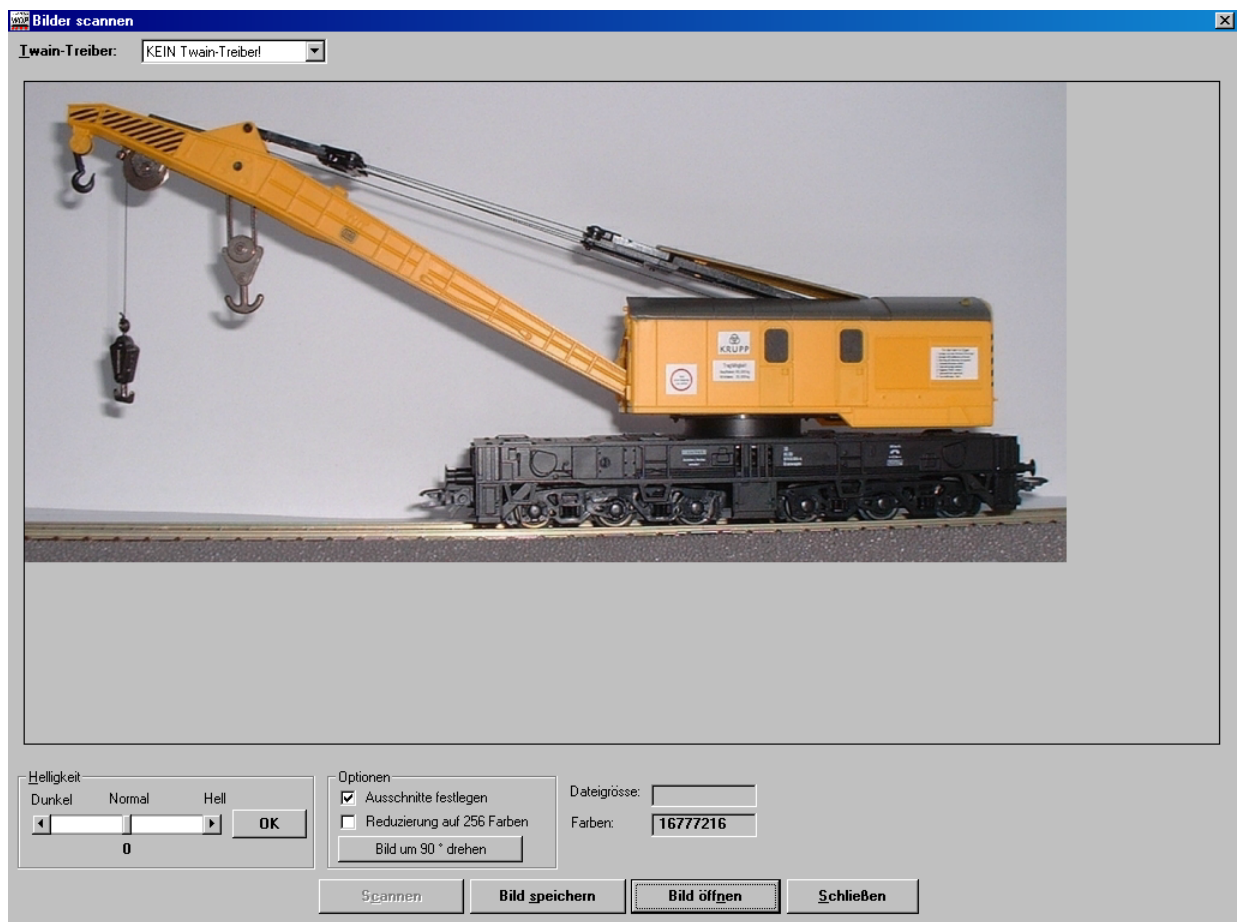 Bilder scannen
Twain-Treiber: KEIN Twain-Treiber!
KRUPP
Tragfähigkeit
Helligkeit
Dunkel Normal Hell
OK
0
Optionen
Ausschnitte festlegen
Reduzierung auf 256 Farben
Bild um 90 ° drehen
Dateigrösse:
Farben: 16777216
Scannen Bild speichern Bild öffnen Schließen